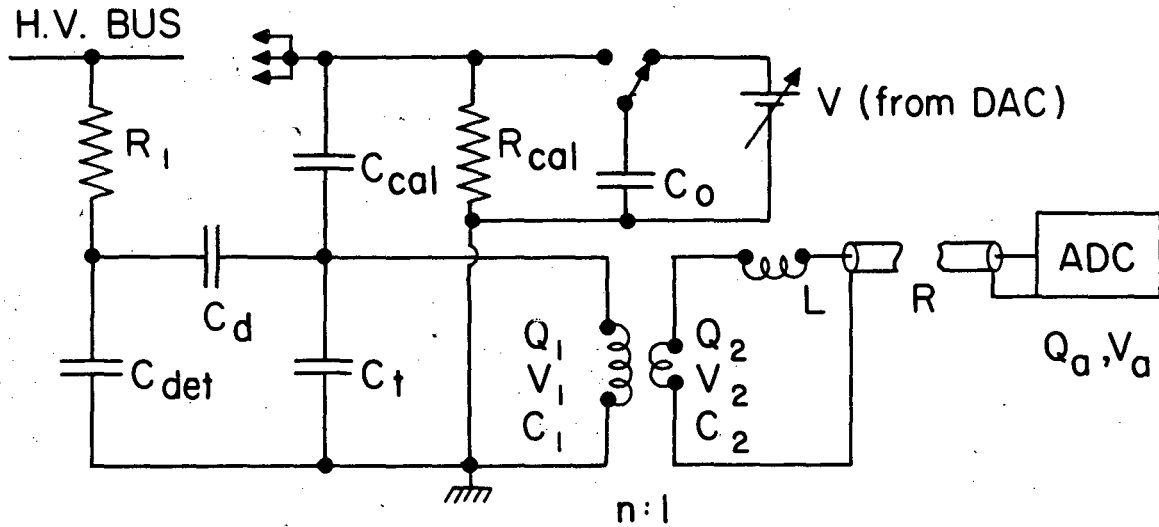 H.V. BUS
R1
Ccal
Rcal
Co
V (from DAC)
Cd
Cdet
Ct
Q1
V1
C1
Q2
V2
C2
L
R
ADC
Qa,Va
n:1